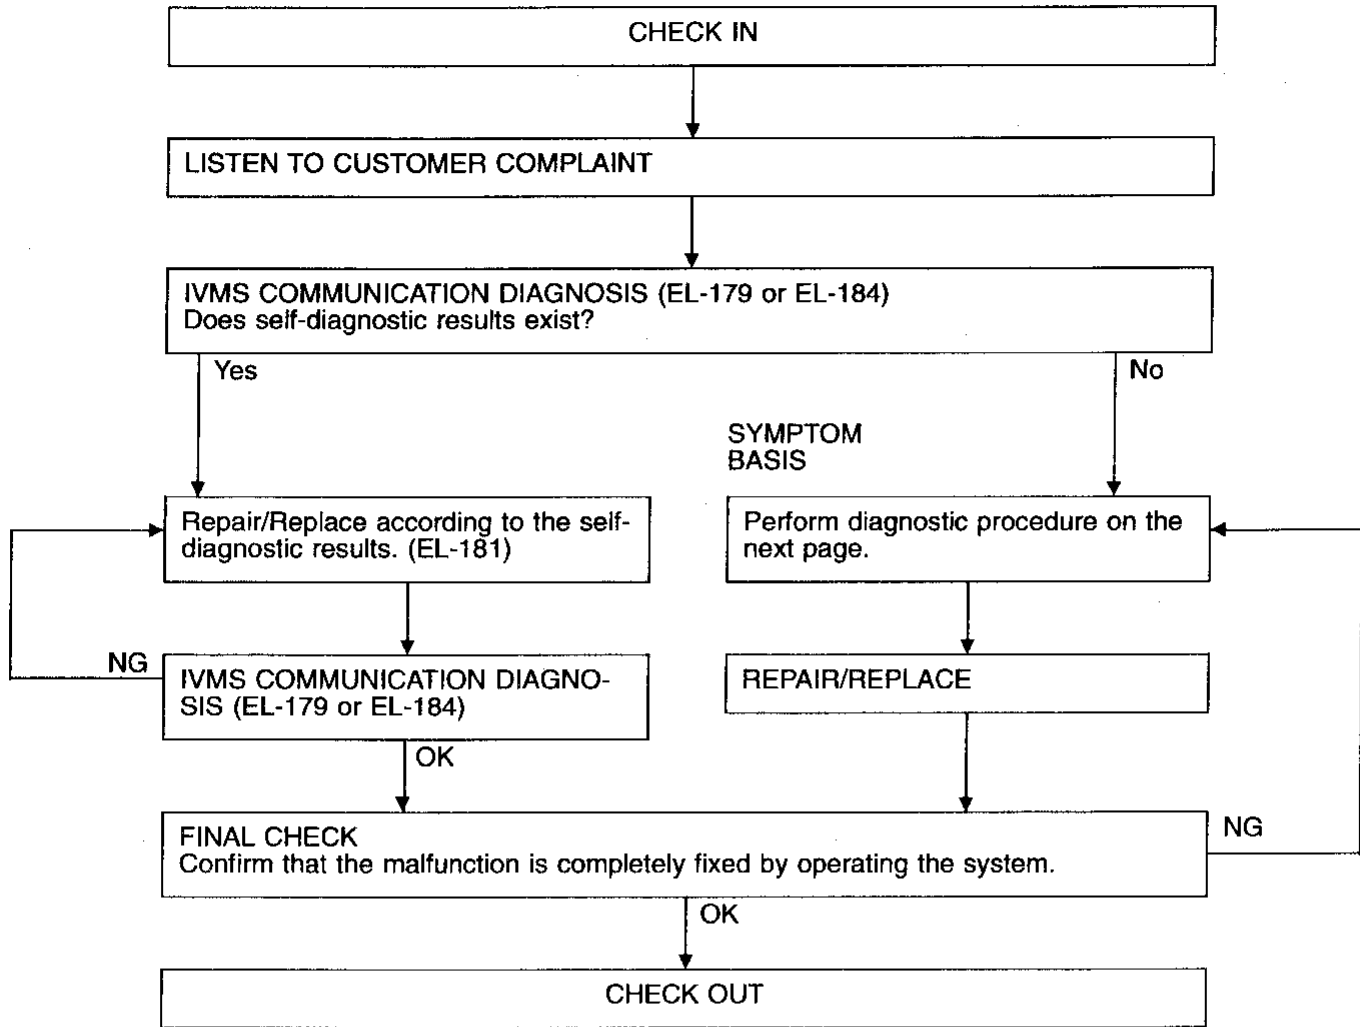 CHECK IN
LISTEN TO CUSTOMER COMPLAINT
IVMS COMMUNICATION DIAGNOSIS (EL-179 or EL-184)
Does self-diagnostic results exist?
Yes
No
SYMPTOM
BASIS
Repair/Replace according to the self-
diagnostic results. (EL-181)
Perform diagnostic procedure on the
next page.
NG
IVMS COMMUNICATION DIAGNO-
SIS (EL-179 or EL-184)
REPAIR/REPLACE
OK
FINAL CHECK
Confirm that the malfunction is completely fixed by operating the system.
NG
OK
CHECK OUT